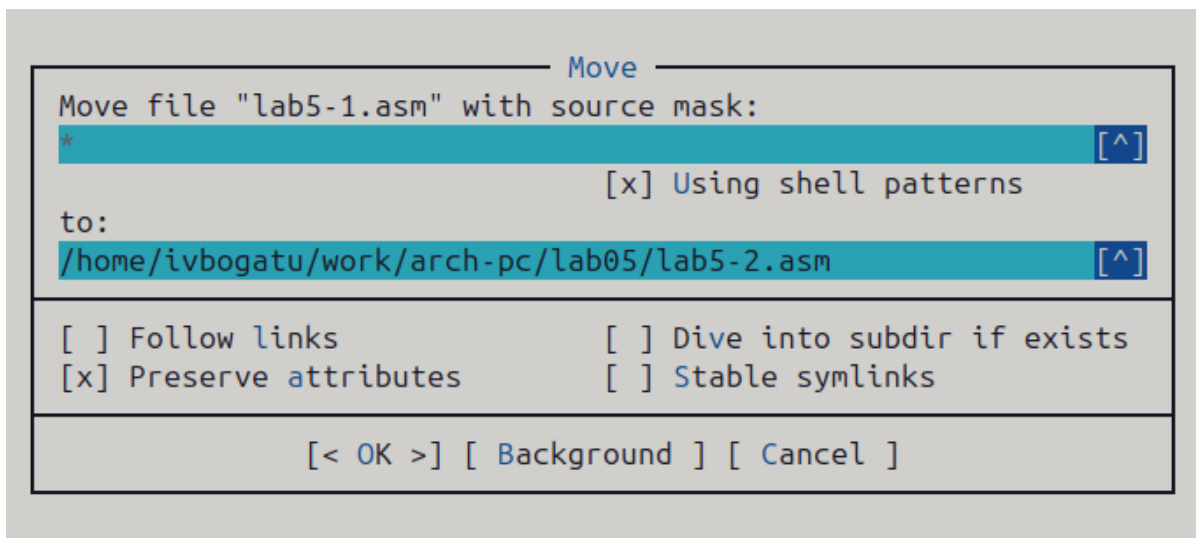 Move
Move file "lab5-1.asm" with source mask:
* [^]
[x] Using shell patterns
to:
/home/ivbogatu/work/arch-pc/lab05/lab5-2.asm [^]
[ ] Follow links [ ] Dive into subdir if exists
[x] Preserve attributes [ ] Stable symlinks
[< OK >] [ Background ] [ Cancel ]